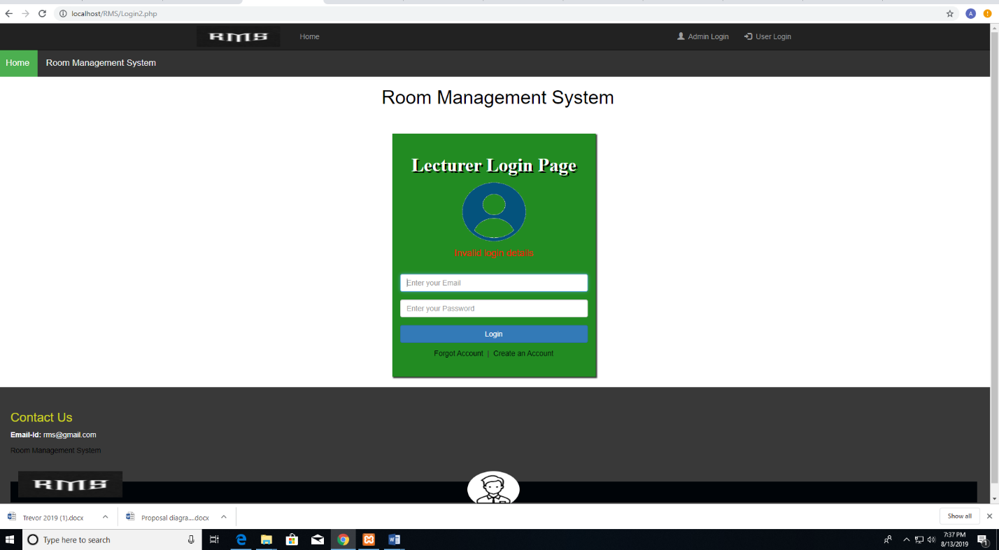 localhost/RMS/Login2.php
A
RMS Home Admin Login User Login
Home Room Management System
Room Management System
Lecturer Login Page
Invalid login details
Enter your Email
Enter your Password
Login
Forgot Account | Create an Account
Contact Us
Email-Id: rms@gmail.com
Room Management System
RMS
Trevor 2019 (1).docx Proposal diagra....docx Show all
Type here to search
7:37 PM
8/13/2019
1